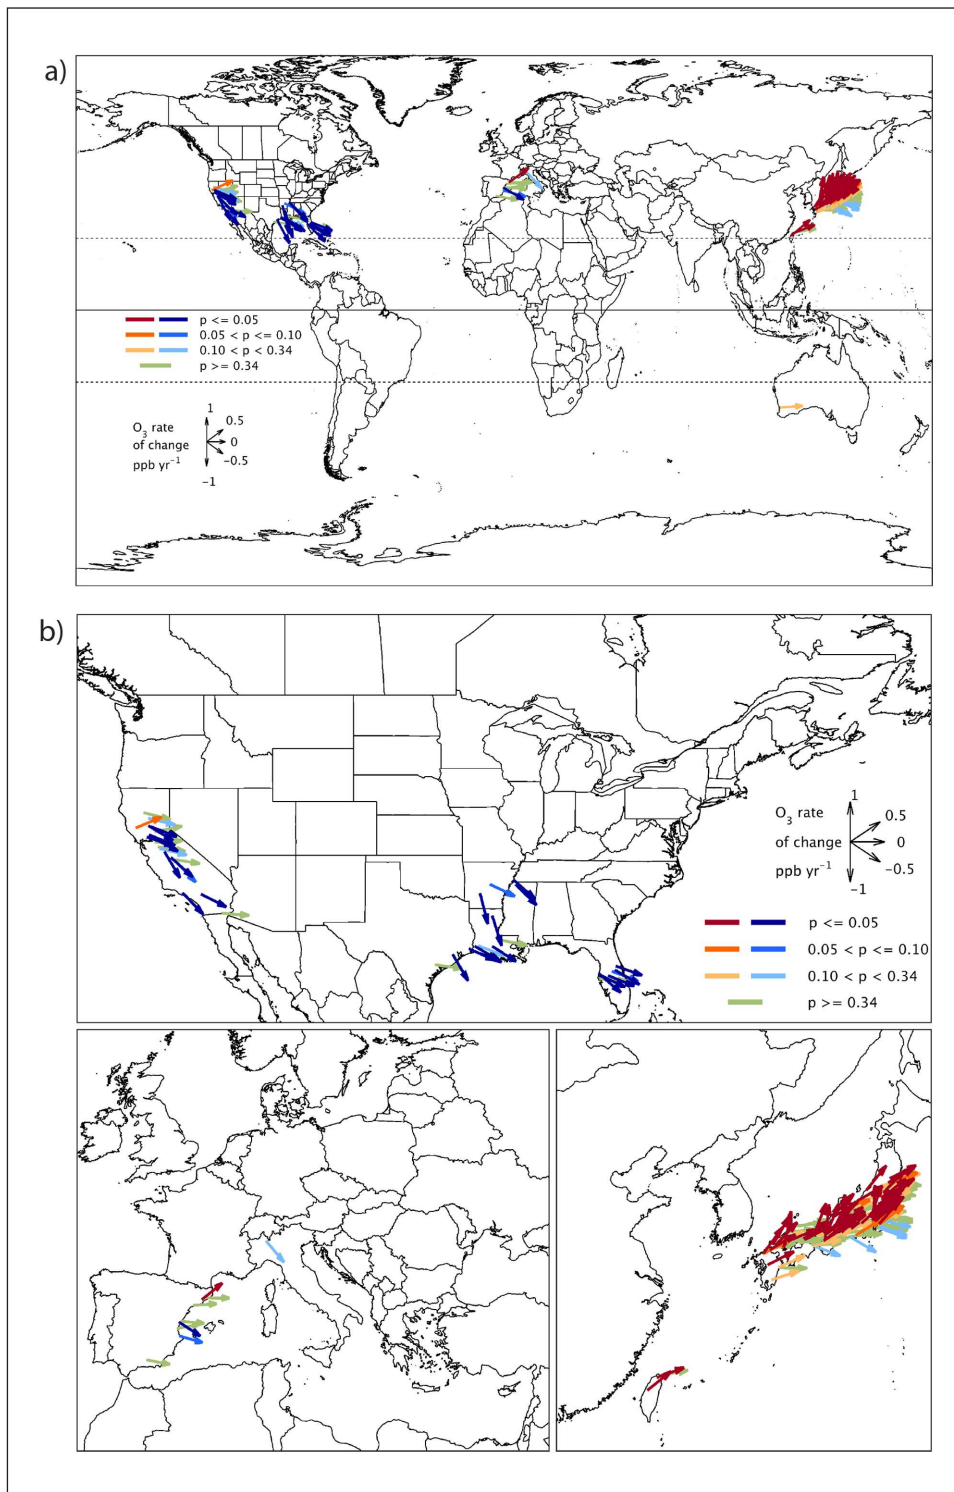 a)
p <= 0.05
0.05 < p <= 0.10
0.10 < p < 0.34
p >= 0.34
O₃ rate
of change
ppb yr⁻¹
1
0.5
0
−0.5
−1
b)
O₃ rate
of change
ppb yr⁻¹
1
0.5
0
−0.5
−1
p <= 0.05
0.05 < p <= 0.10
0.10 < p < 0.34
p >= 0.34